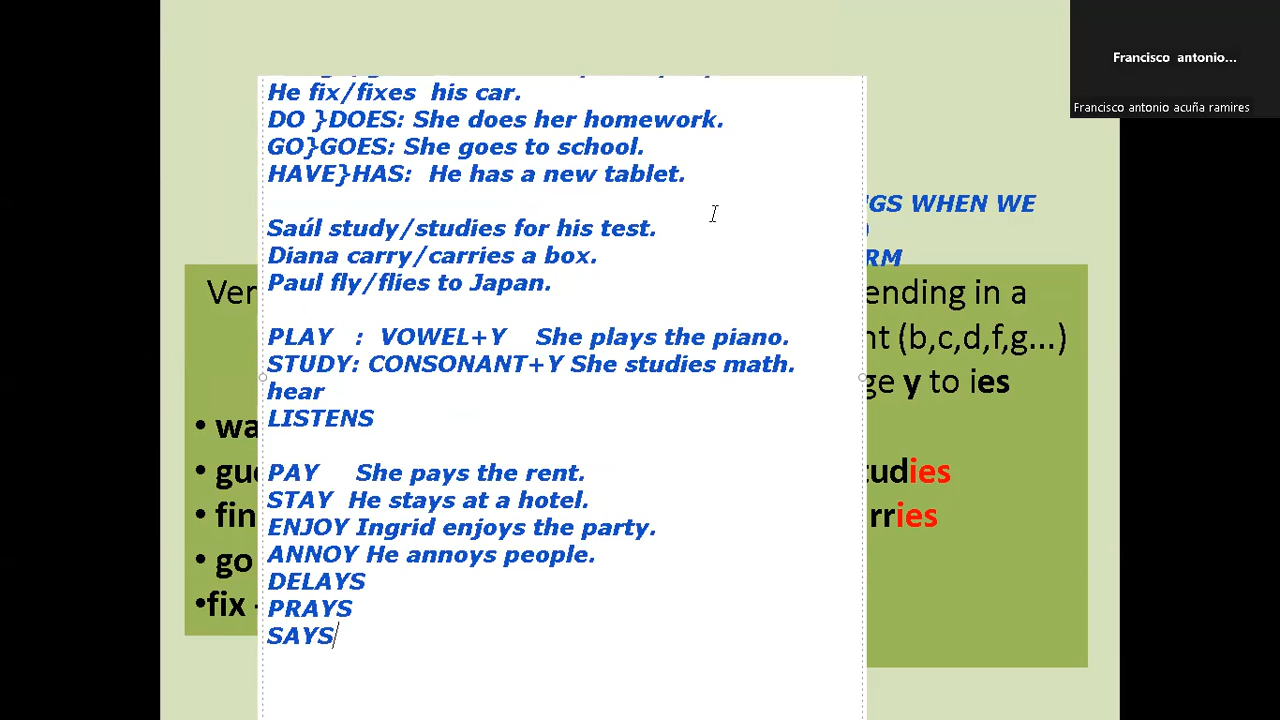 Francisco antonio...
Francisco antonio acuña ramires
He fix/fixes his car.
DO }DOES: She does her homework.
GO}GOES: She goes to school.
HAVE}HAS: He has a new tablet.
Saúl study/studies for his test.
Diana carry/carries a box.
Paul fly/flies to Japan.
PLAY : VOWEL+Y She plays the piano.
STUDY: CONSONANT+Y She studies math.
hear
LISTENS
PAY She pays the rent.
STAY He stays at a hotel.
ENJOY Ingrid enjoys the party.
ANNOY He annoys people.
DELAYS
PRAYS
SAYS
GS WHEN WE
RM
Ver
• wa
• gu
• fin
• go
•fix
ending in a
nt (b,c,d,f,g...)
ge y to ies
udies
rries